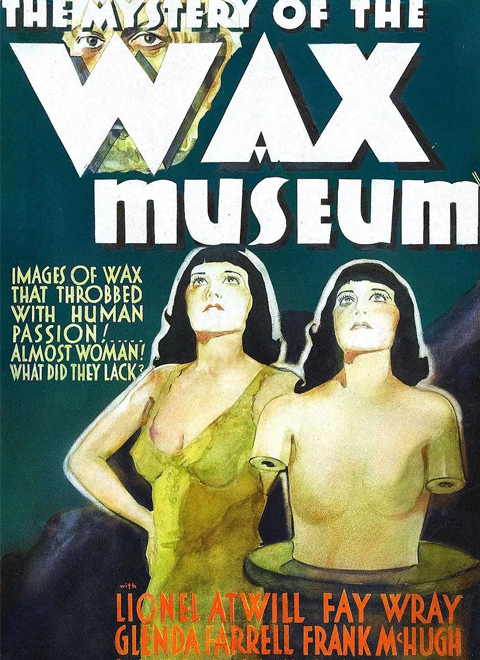 THE MYSTERY OF THE
WAX
MUSEUM
IMAGES OF WAX
THAT THROBBED
WITH HUMAN
PASSION!.....
ALMOST WOMAN!
WHAT DID THEY LACK?
with
LIONEL ATWILL FAY WRAY
GLENDA FARRELL FRANK McHUGH